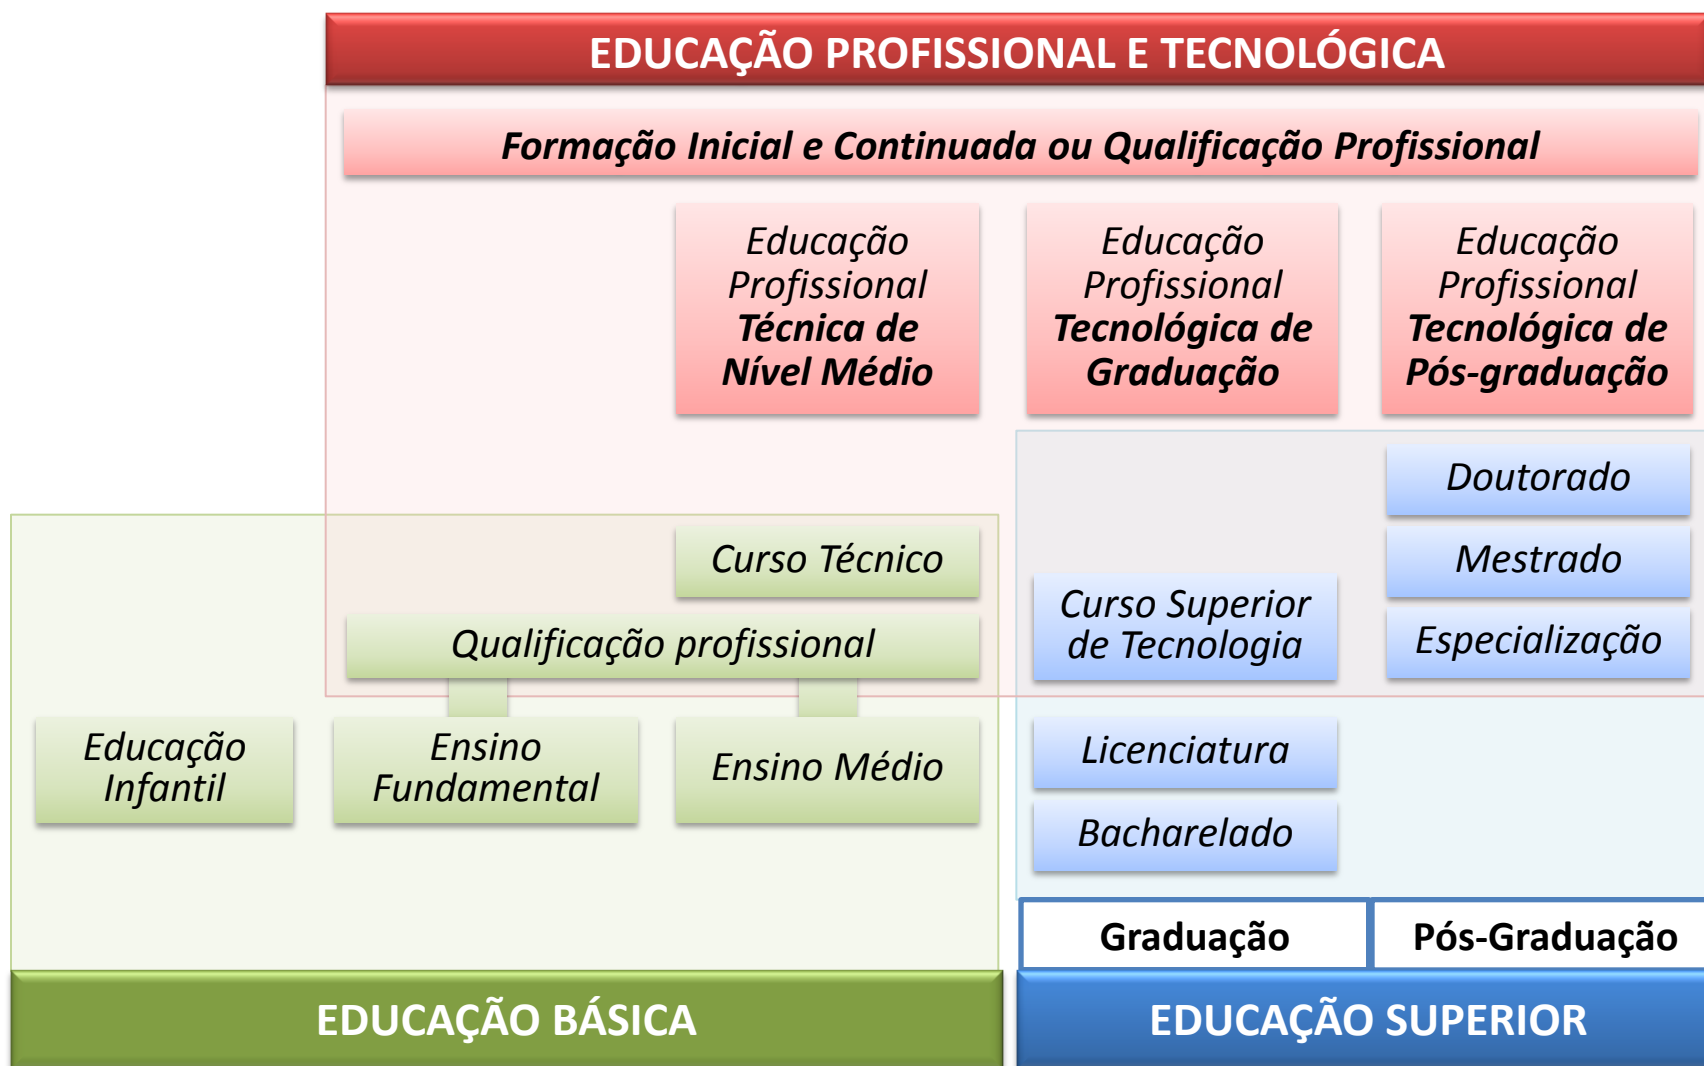 EDUCAÇÃO PROFISSIONAL E TECNOLÓGICA
Formação Inicial e Continuada ou Qualificação Profissional
Educação
Profissional
Técnica de
Nível Médio
Educação
Profissional
Tecnológica de
Graduação
Educação
Profissional
Tecnológica de
Pós-graduação
Doutorado
Curso Técnico
Mestrado
Curso Superior
de Tecnologia
Qualificação profissional
Especialização
Educação
Infantil
Ensino
Fundamental
Ensino Médio
Licenciatura
Bacharelado
Graduação
Pós-Graduação
EDUCAÇÃO BÁSICA
EDUCAÇÃO SUPERIOR